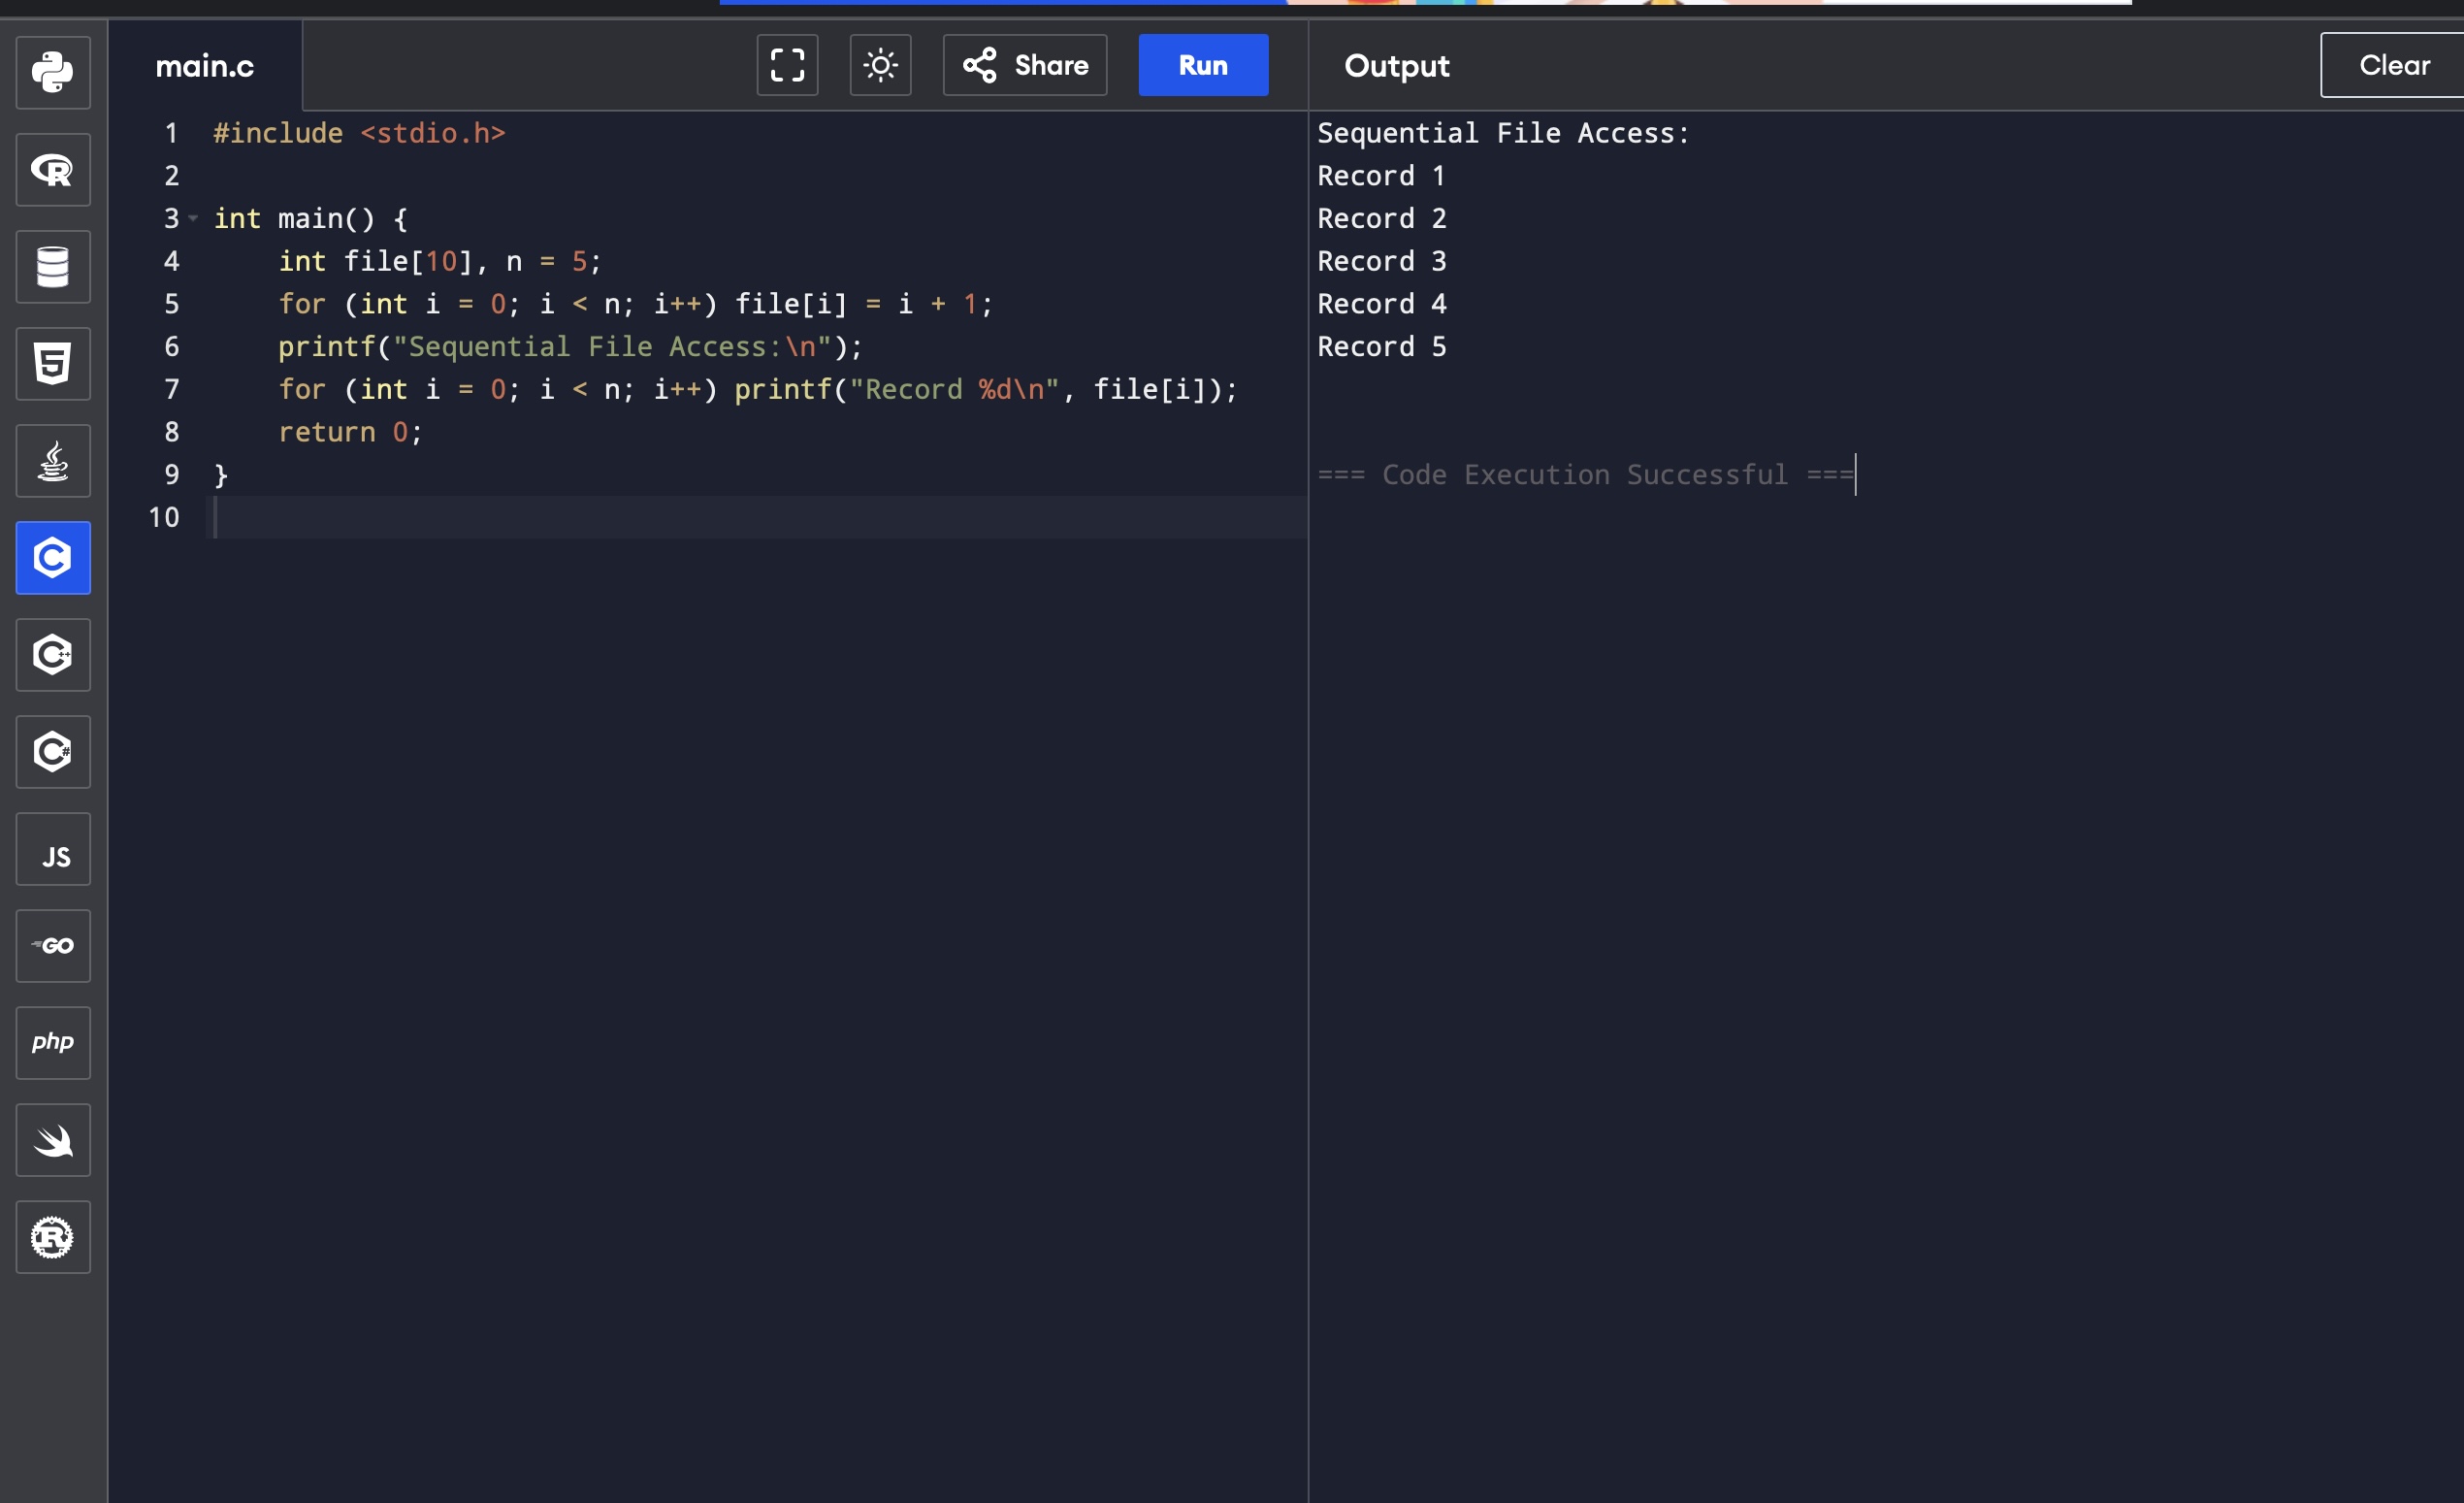 main.c
Share
Run
Output
Clear
1 #include <stdio.h>
2
3 int main() {
4     int file[10], n = 5;
5     for (int i = 0; i < n; i++) file[i] = i + 1;
6     printf("Sequential File Access:\n");
7     for (int i = 0; i < n; i++) printf("Record %d\n", file[i]);
8     return 0;
9 }
10
Sequential File Access:
Record 1
Record 2
Record 3
Record 4
Record 5
=== Code Execution Successful ===
R
5
C
C++
C#
JS
GO
php
R